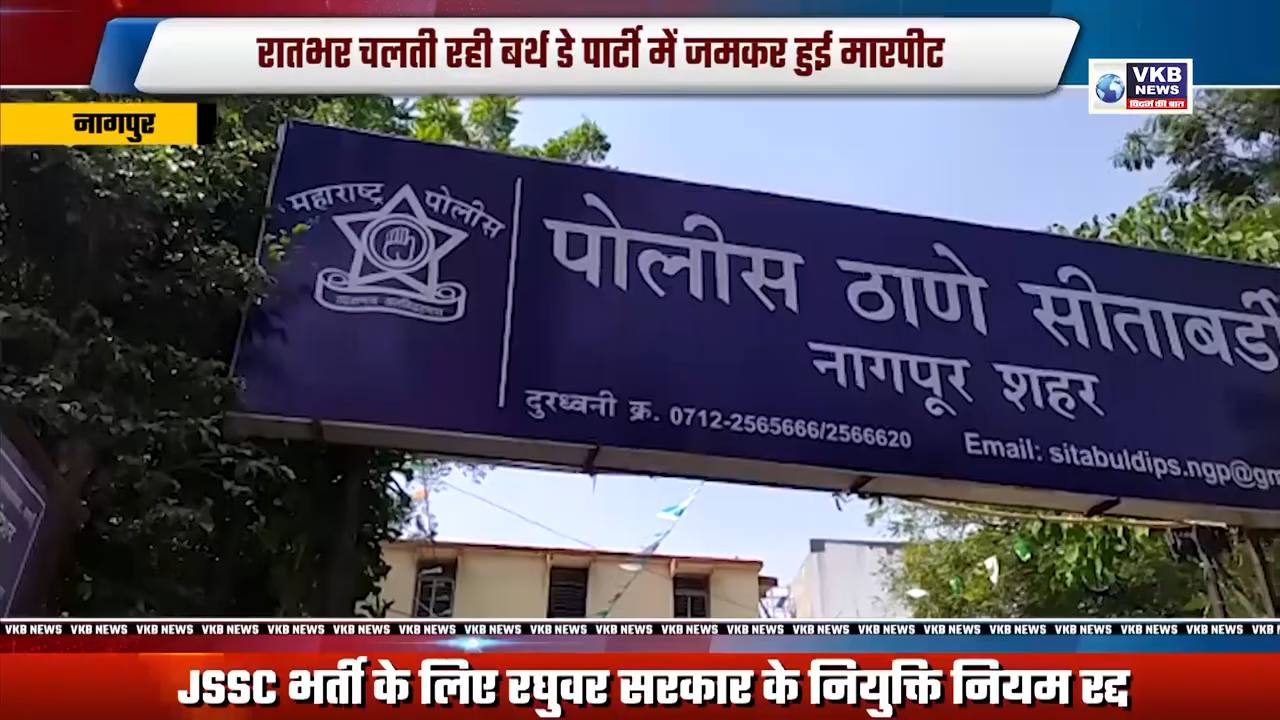 रातभर चलती रही बर्थ डे पार्टी में जमकर हुई मारपीट
VKB
NEWS
विदर्भ की बात
नागपुर
महाराष्ट्र पोलीस
पोलीस ठाणे सीताबर्डी
नागपूर शहर
दुरध्वनी क्र. 0712-2565666/2566620
Email: sitabuldips.ngp@gm
VKB NEWS VKB NEWS VKB NEWS VKB NEWS VKB NEWS VKB NEWS VKB NEWS VKB NEWS VKB NEWS VKB NEWS VKB NEWS VKB NEWS VKB NEWS VKB NEWS VKB NEWS VKB NEWS VKB NEWS VKB NEWS VKB NEWS VKB
JSSC भर्ती के लिए रघुवर सरकार के नियुक्ति नियम रद्द